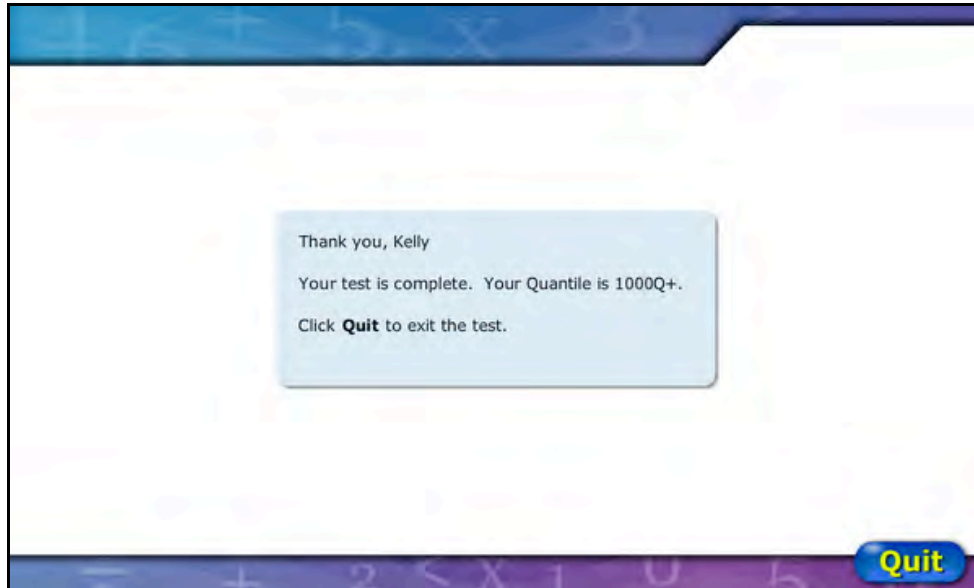 Thank you, Kelly
Your test is complete. Your Quantile is 1000Q+.
Click Quit to exit the test.
Quit